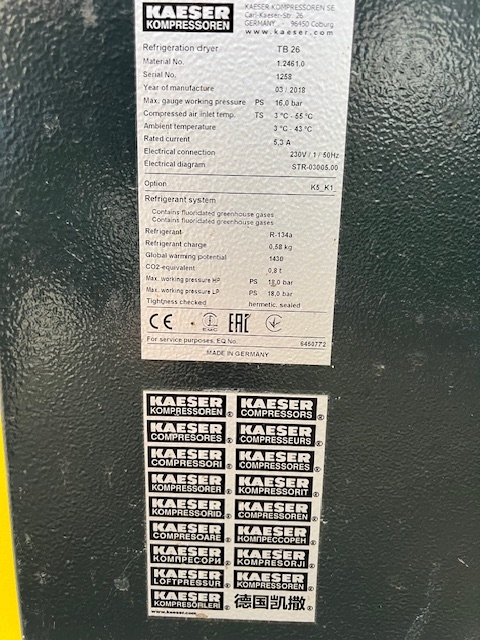 KAESER
KOMPRESSOREN
KAESER KOMPRESSOREN SE
Carl-Kaeser-Str. 26
GERMANY - 96450 Coburg
www.kaeser.com
Refrigeration dryer TB 26
Material No. 1.2461.0
Serial No. 1258
Year of manufacture 03 / 2018
Max. gauge working pressure PS 16,0 bar
Compressed air inlet temp. TS 3 °C - 55 °C
Ambient temperature 3 °C - 43 °C
Rated current 5,3 A
Electrical connection 230V / 1 / 50Hz
Electrical diagram STR-03005.00
Option K5_K1
Refrigerant system
Contains fluoridated greenhouse gases
Contains fluoridated greenhouse gases
Refrigerant R-134a
Refrigerant charge 0,58 kg
Global warming potential 1430
CO2-equivalent 0,8 t
Max. working pressure HP PS 18,0 bar
Max. working pressure LP PS 18,0 bar
Tightness checked hermetic. sealed
CE EMC EAC
For service purposes, EQ No. 6450772
MADE IN GERMANY
KAESER KOMPRESSOREN® KAESER COMPRESSORS®
KAESER COMPRESORES® KAESER COMPRESSEURS®
KAESER COMPRESSORI® KAESER COMPRESSORES®
KAESER KOMPRESSORER® KAESER KOMPRESSORIT®
KAESER KOMPRESSORID® KAESER COMPRESSOREN®
KAESER COMPRESOARE® KAESER КОМПРЕССОРЕН®
KAESER КОМПРЕСОРИ® KAESER KOMPRESORJI®
KAESER LOFTPRESSUR® KAESER KOMPRESSOREN®
KAESER KOMPRESÖRLERI® 德国凯撒®
www.kaeser.com